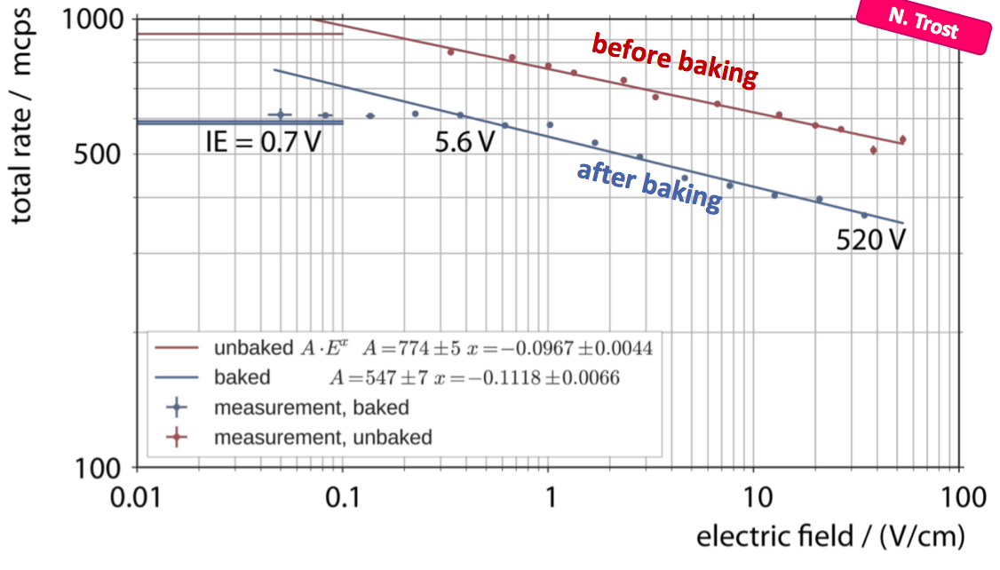 N. Trost
1000
500
100
total rate / mcps
before baking
IE = 0.7 V
5.6 V
after baking
520 V
unbaked A·E^x A=774±5 x=−0.0967±0.0044
baked A=547±7 x=−0.1118±0.0066
measurement, baked
measurement, unbaked
0.01 0.1 1 10 100
electric field / (V/cm)